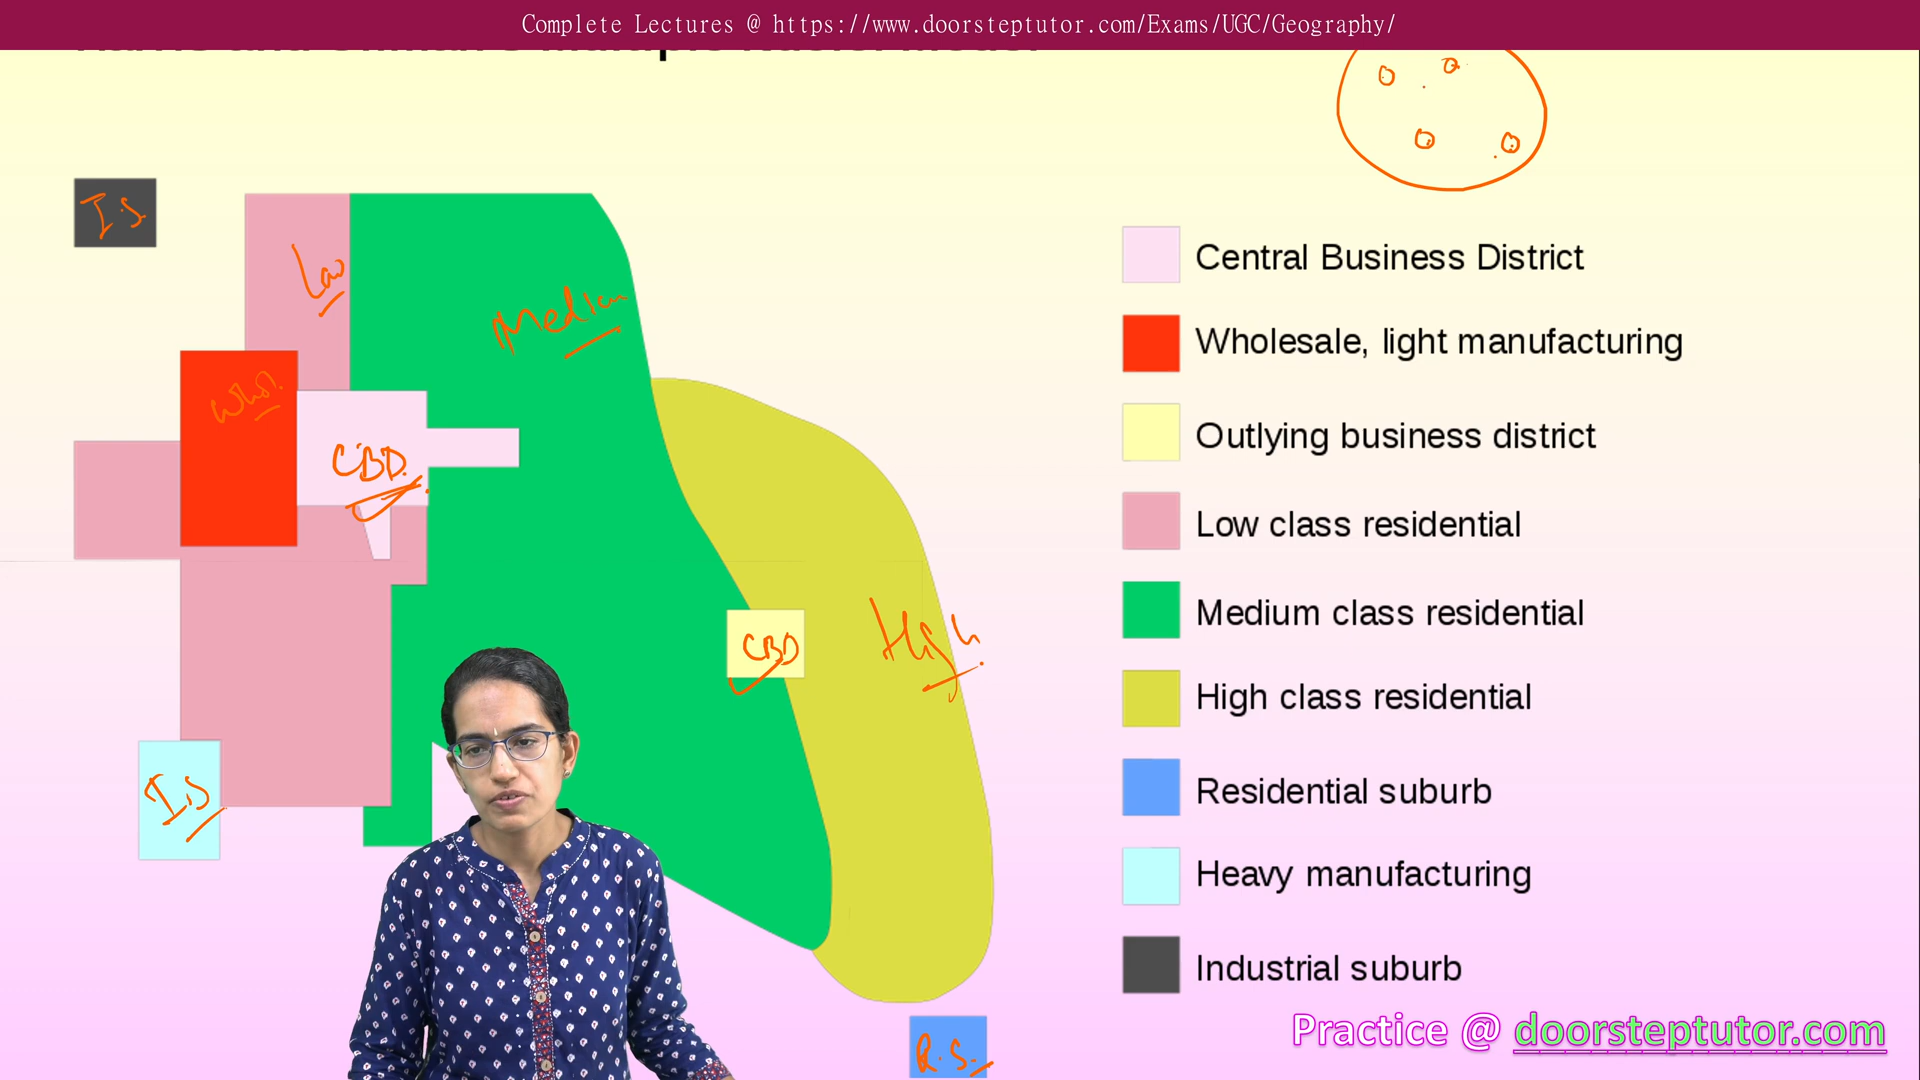 Complete Lectures @ https://www.doorsteptutor.com/Exams/UGC/Geography/
I.S
Low
Medium
Whol.
CBD
CBD
High
I.S
R.S.
Central Business District
Wholesale, light manufacturing
Outlying business district
Low class residential
Medium class residential
High class residential
Residential suburb
Heavy manufacturing
Industrial suburb
Practice @ doorsteptutor.com